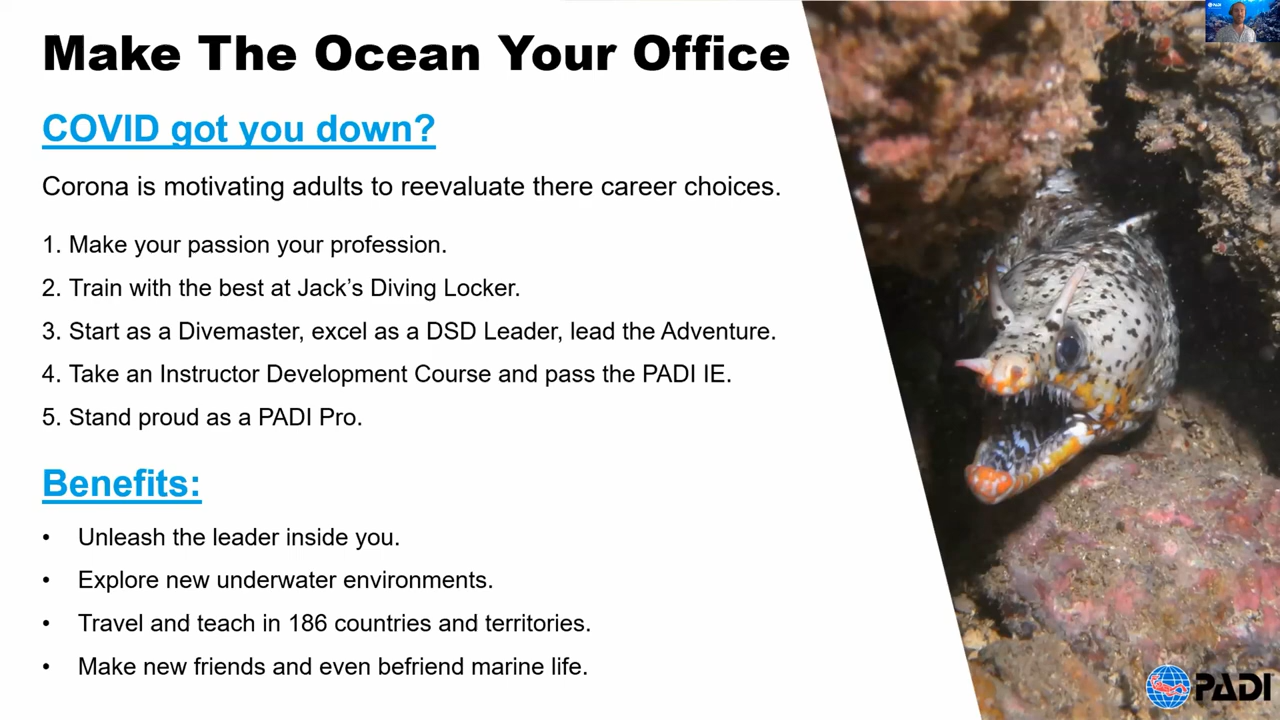 Make The Ocean Your Office
COVID got you down?
Corona is motivating adults to reevaluate there career choices.
1. Make your passion your profession.
2. Train with the best at Jack’s Diving Locker.
3. Start as a Divemaster, excel as a DSD Leader, lead the Adventure.
4. Take an Instructor Development Course and pass the PADI IE.
5. Stand proud as a PADI Pro.
Benefits:
• Unleash the leader inside you.
• Explore new underwater environments.
• Travel and teach in 186 countries and territories.
• Make new friends and even befriend marine life.
PADI
PADI